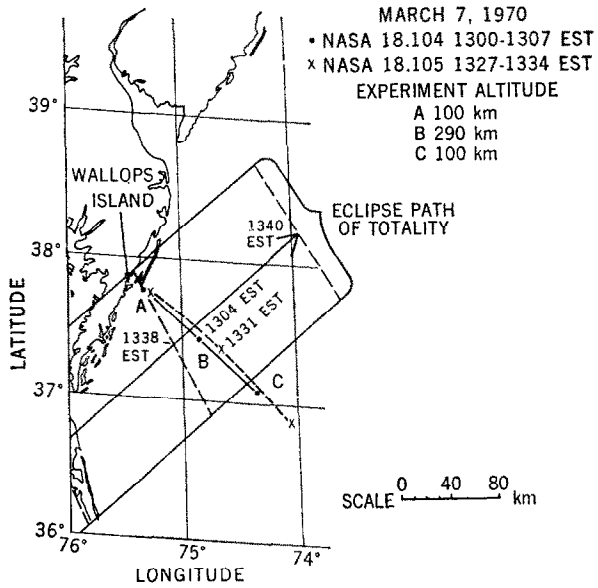 MARCH 7, 1970
• NASA 18.104 1300-1307 EST
x NASA 18.105 1327-1334 EST
EXPERIMENT ALTITUDE
A 100 km
B 290 km
C 100 km
39°
WALLOPS
ISLAND
ECLIPSE PATH
OF TOTALITY
1340
EST
38°
A
1304 EST
1331 EST
1338
EST
B
C
37°
LATITUDE
36°
76°
75°
74°
LONGITUDE
SCALE 0 40 80 km